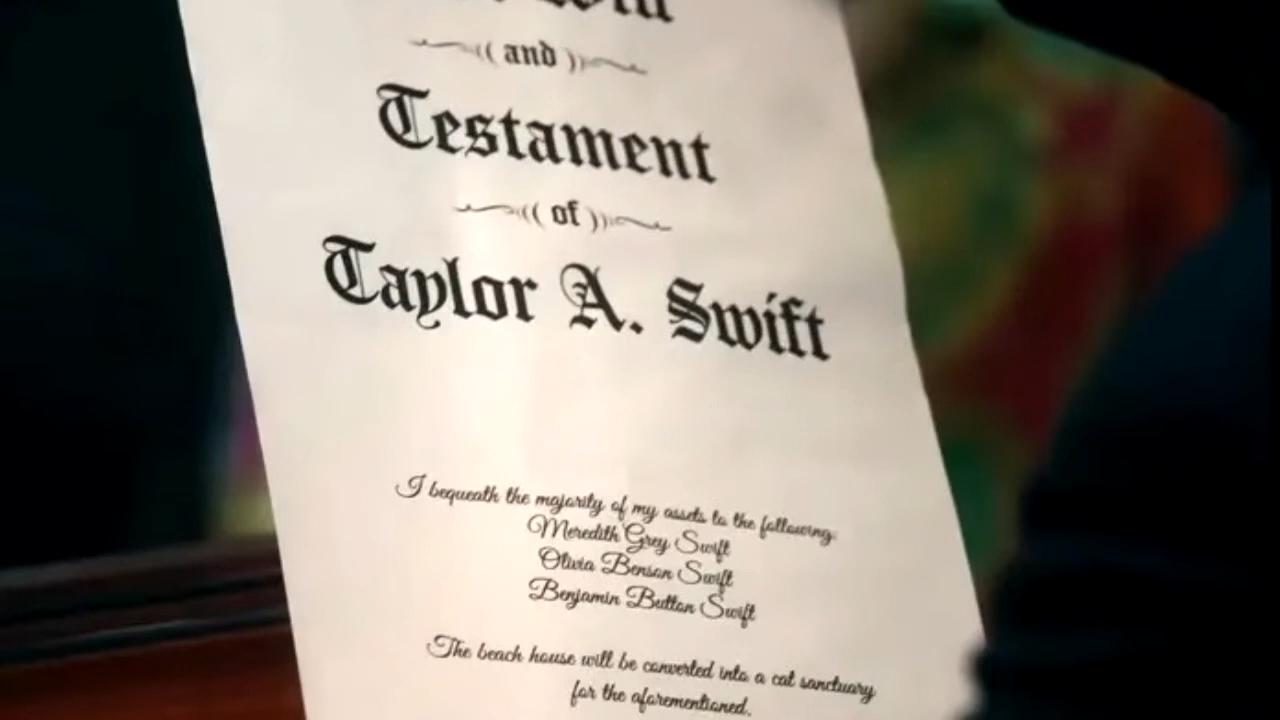 and
Testament
of
Taylor A. Swift
I bequeath the majority of my assets to the following:
Meredith Grey Swift
Olivia Benson Swift
Benjamin Button Swift
The beach house will be converted into a cat sanctuary
for the aforementioned.